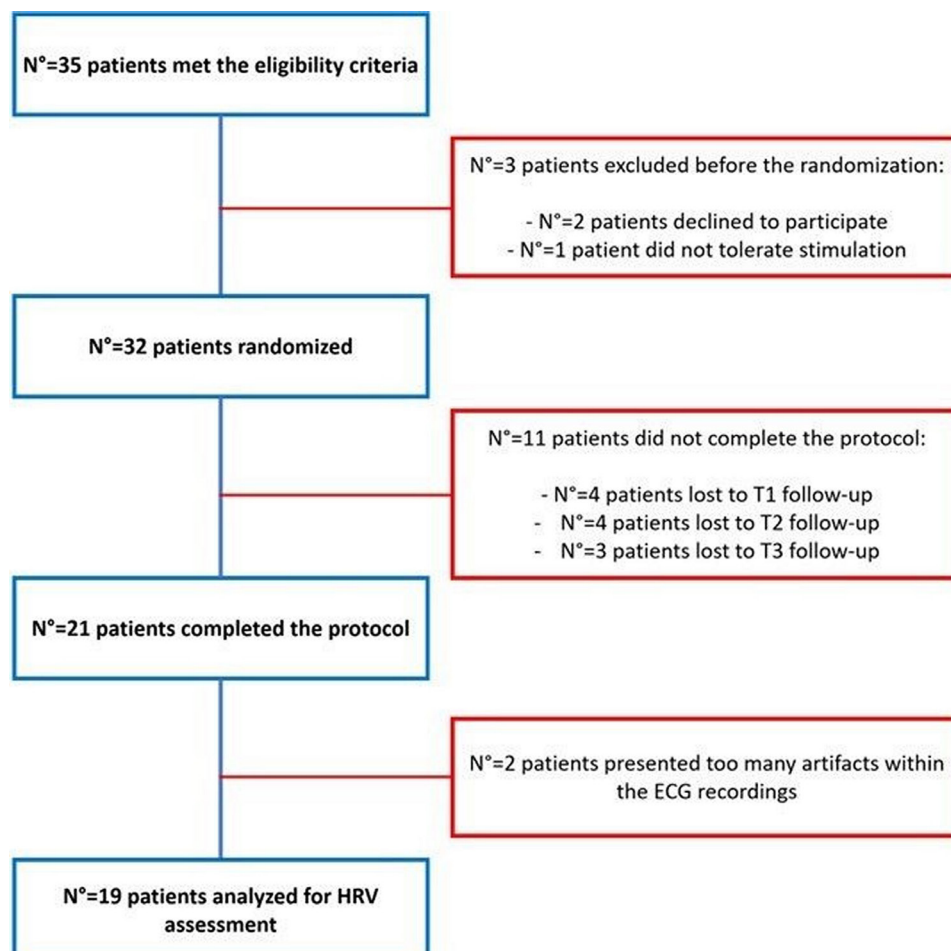 N°=35 patients met the eligibility criteria
N°=3 patients excluded before the randomization:
- N°=2 patients declined to participate
- N°=1 patient did not tolerate stimulation
N°=32 patients randomized
N°=11 patients did not complete the protocol:
- N°=4 patients lost to T1 follow-up
- N°=4 patients lost to T2 follow-up
- N°=3 patients lost to T3 follow-up
N°=21 patients completed the protocol
N°=2 patients presented too many artifacts within
the ECG recordings
N°=19 patients analyzed for HRV
assessment